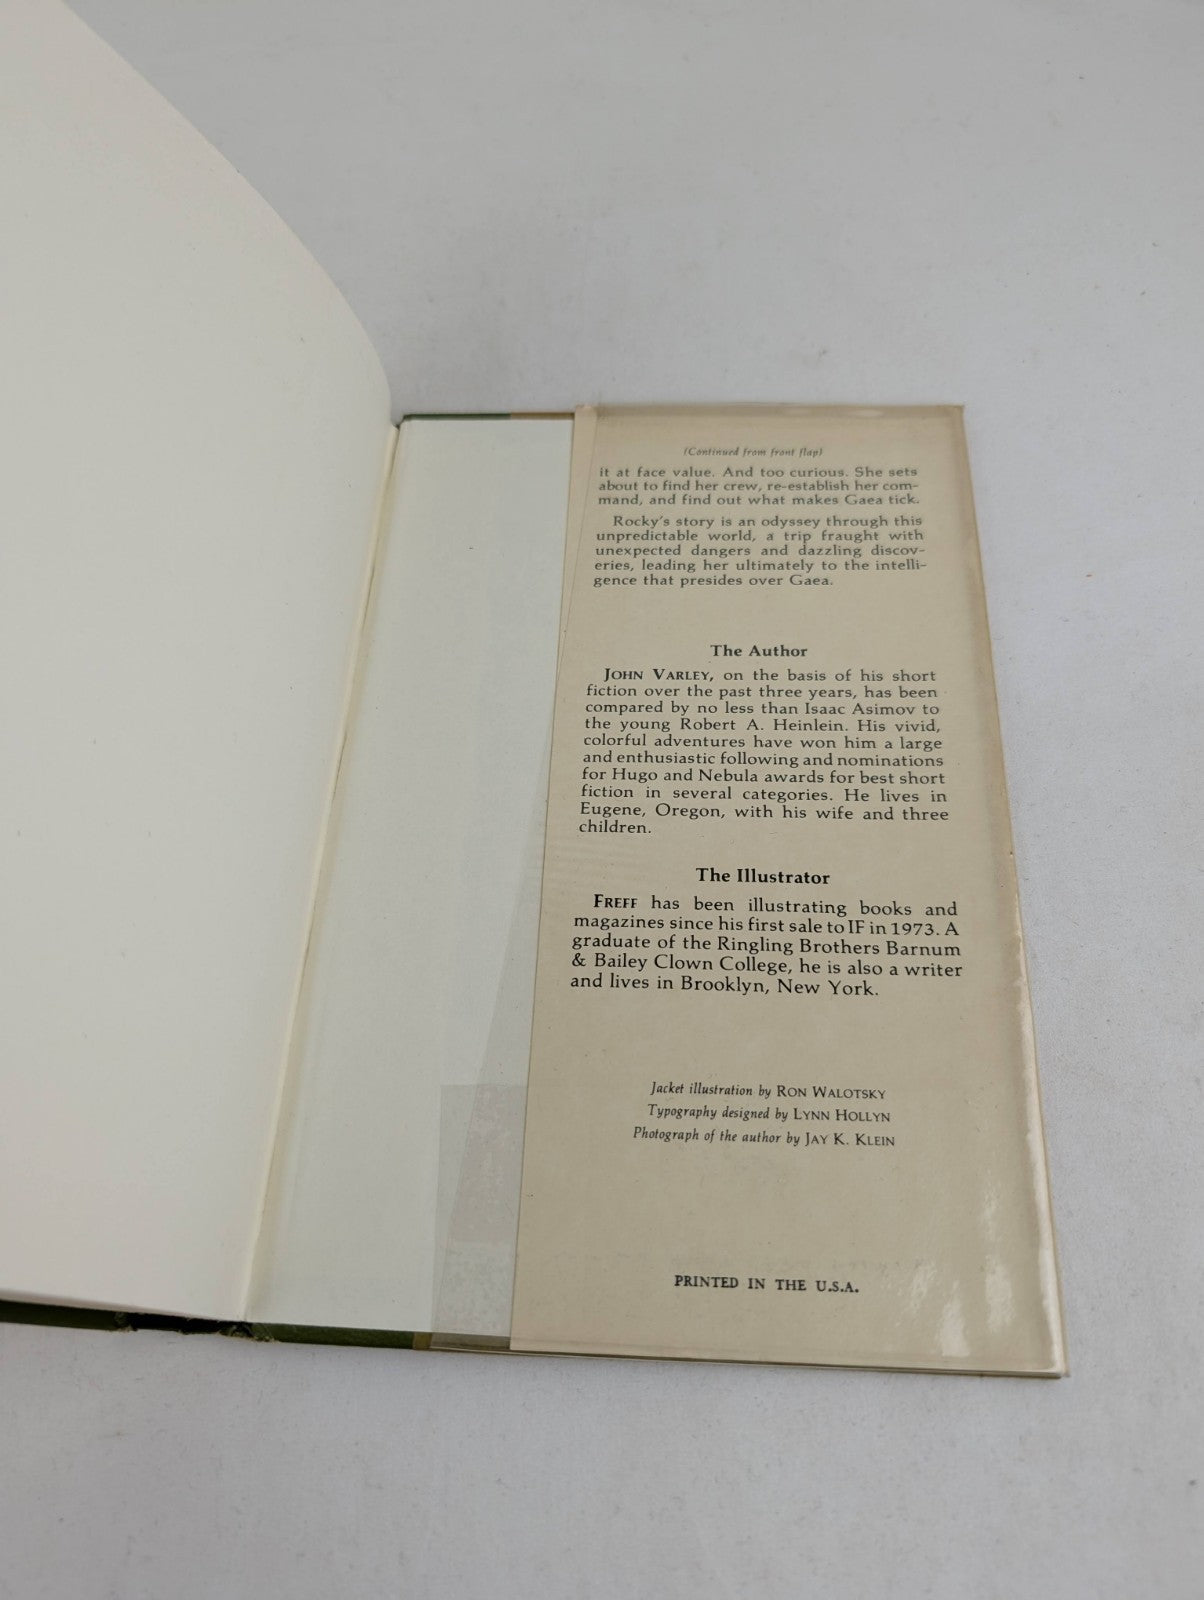 (Continued from front flap)
it at face value. And too curious. She sets
about to find her crew, re-establish her com-
mand, and find out what makes Gaea tick.
Rocky's story is an odyssey through this
unpredictable world, a trip fraught with
unexpected dangers and dazzling discov-
eries, leading her ultimately to the intelli-
gence that presides over Gaea.
The Author
JOHN VARLEY, on the basis of his short
fiction over the past three years, has been
compared by no less than Isaac Asimov to
the young Robert A. Heinlein. His vivid,
colorful adventures have won him a large
and enthusiastic following and nominations
for Hugo and Nebula awards for best short
fiction in several categories. He lives in
Eugene, Oregon, with his wife and three
children.
The Illustrator
FREFF has been illustrating books and
magazines since his first sale to IF in 1973. A
graduate of the Ringling Brothers Barnum
& Bailey Clown College, he is also a writer
and lives in Brooklyn, New York.
Jacket illustration by RON WALOTSKY
Typography designed by LYNN HOLLYN
Photograph of the author by JAY K. KLEIN
PRINTED IN THE U.S.A.